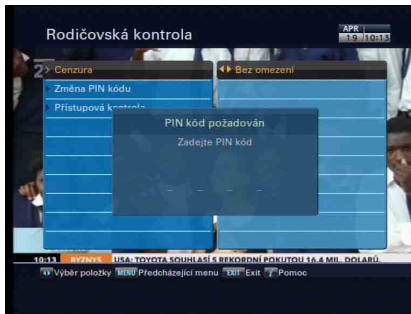 Rodičovská kontrola
APR
19 10:13
2
Cenzura
Bez omezení
Změna PIN kódu
Přístupová kontrola
PIN kód požadován
Zadejte PIN kód
10:13 BYZNYS USA: TOYOTA SOUHLASÍ S REKORDNÍ POKUTOU 16,4 MIL. DOLARŮ.
Výběr položky MENU Předcházející menu EXIT Exit i Pomoc